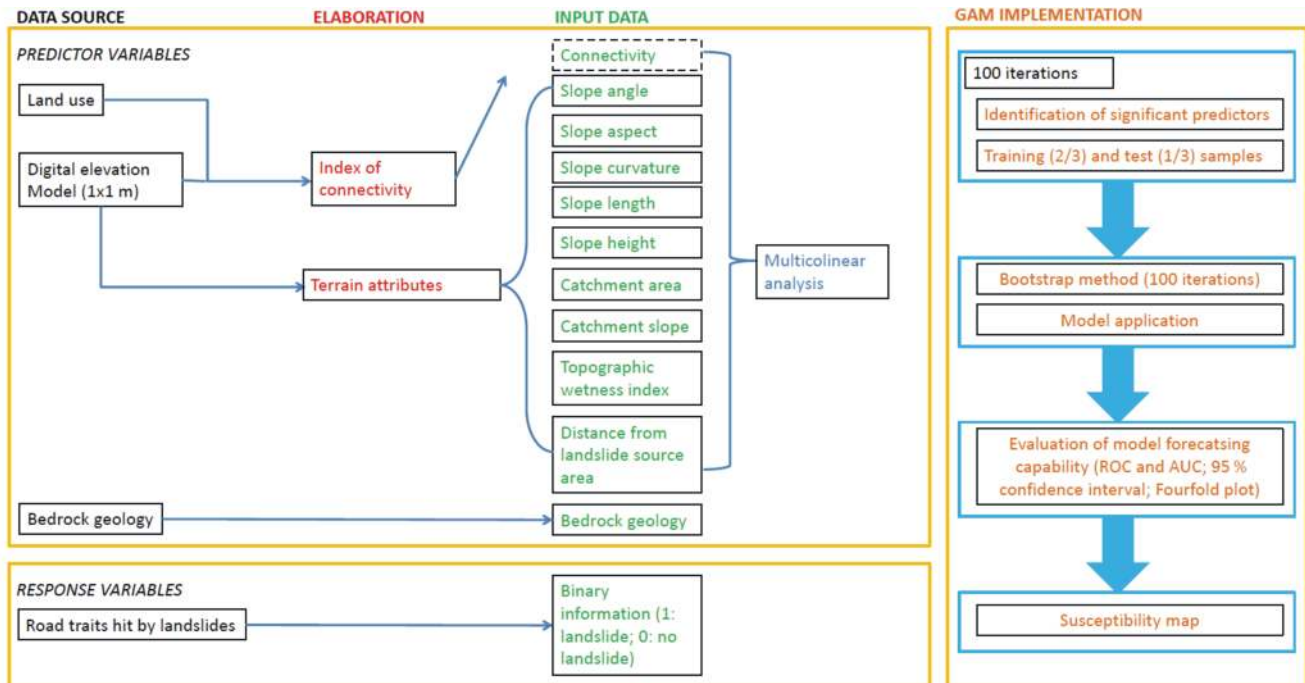 DATA SOURCE
ELABORATION
INPUT DATA
GAM IMPLEMENTATION
PREDICTOR VARIABLES
Land use
Digital elevation
Model (1x1 m)
Index of
connectivity
Terrain attributes
Connectivity
Slope angle
Slope aspect
Slope curvature
Slope length
Slope height
Catchment area
Catchment slope
Topographic
wetness index
Distance from
landslide source
area
Multicolinear
analysis
Bedrock geology
Bedrock geology
RESPONSE VARIABLES
Road traits hit by landslides
Binary
information (1:
landslide; 0: no
landslide)
100 iterations
Identification of significant predictors
Training (2/3) and test (1/3) samples
Bootstrap method (100 iterations)
Model application
Evaluation of model forecatsing
capability (ROC and AUC; 95 %
confidence interval; Fourfold plot)
Susceptibility map